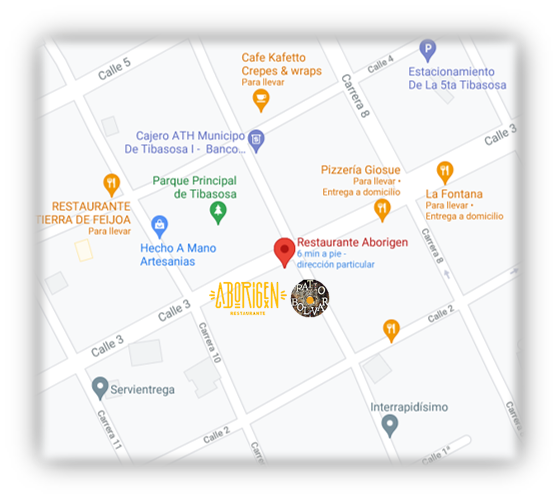 Cafe Kafetto
Crepes & wraps
Para llevar
Calle 5
Calle 4
Estacionamiento
De La 5ta Tibasosa
Carrera 8
Calle 3
Cajero ATH Municipo
De Tibasosa I - Banco...
Pizzería Giosue
Para llevar •
Entrega a domicilio
La Fontana
Para llevar •
Entrega a domicilio
Parque Principal
de Tibasosa
RESTAURANTE
TIERRA DE FEIJOA
Para llevar
Hecho A Mano
Artesanias
Restaurante Aborigen
6 min a pie -
dirección particular
Carrera 8
ABORIGEN
RESTAURANTE
PATIO
BOLVAR
Calle 3
Calle 3
Carrera 10
Calle 2
Servientrega
Interrapidísimo
Carrera 11
Calle 2
Calle 1ª